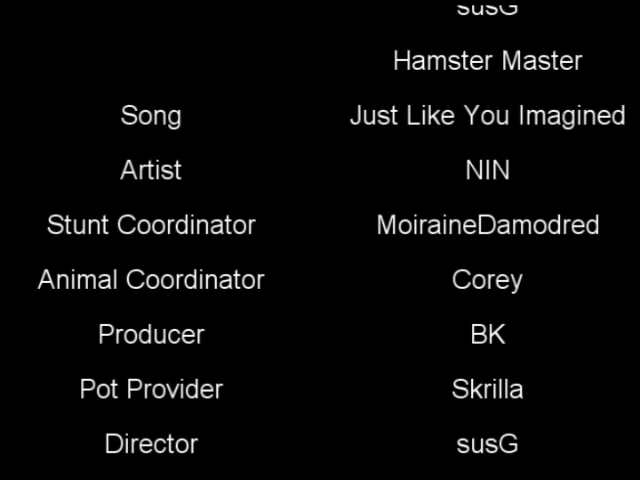 susG
Hamster Master
Song Just Like You Imagined
Artist NIN
Stunt Coordinator MoiraineDamodred
Animal Coordinator Corey
Producer BK
Pot Provider Skrilla
Director susG